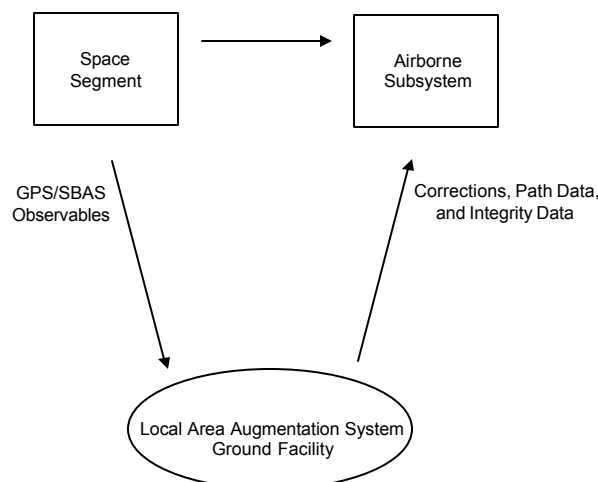 Space
Segment
Airborne
Subsystem
GPS/SBAS
Observables
Corrections, Path Data,
and Integrity Data
Local Area Augmentation System
Ground Facility